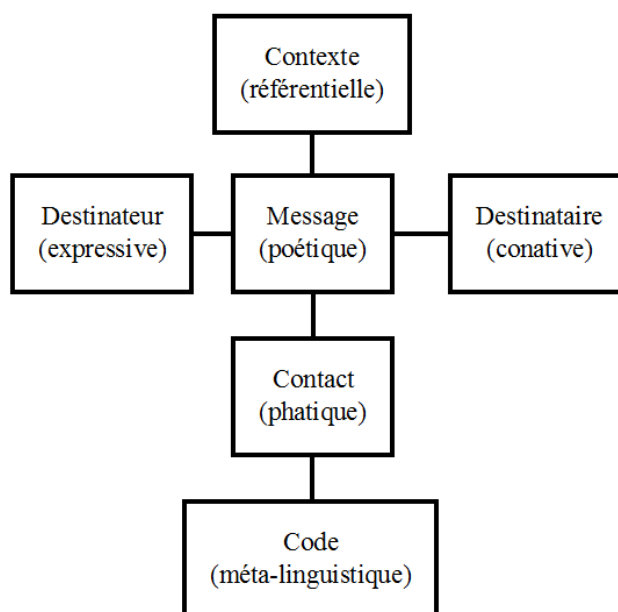 Contexte
(référentielle)
Destinateur
(expressive)
Message
(poétique)
Destinataire
(conative)
Contact
(phatique)
Code
(méta-linguistique)